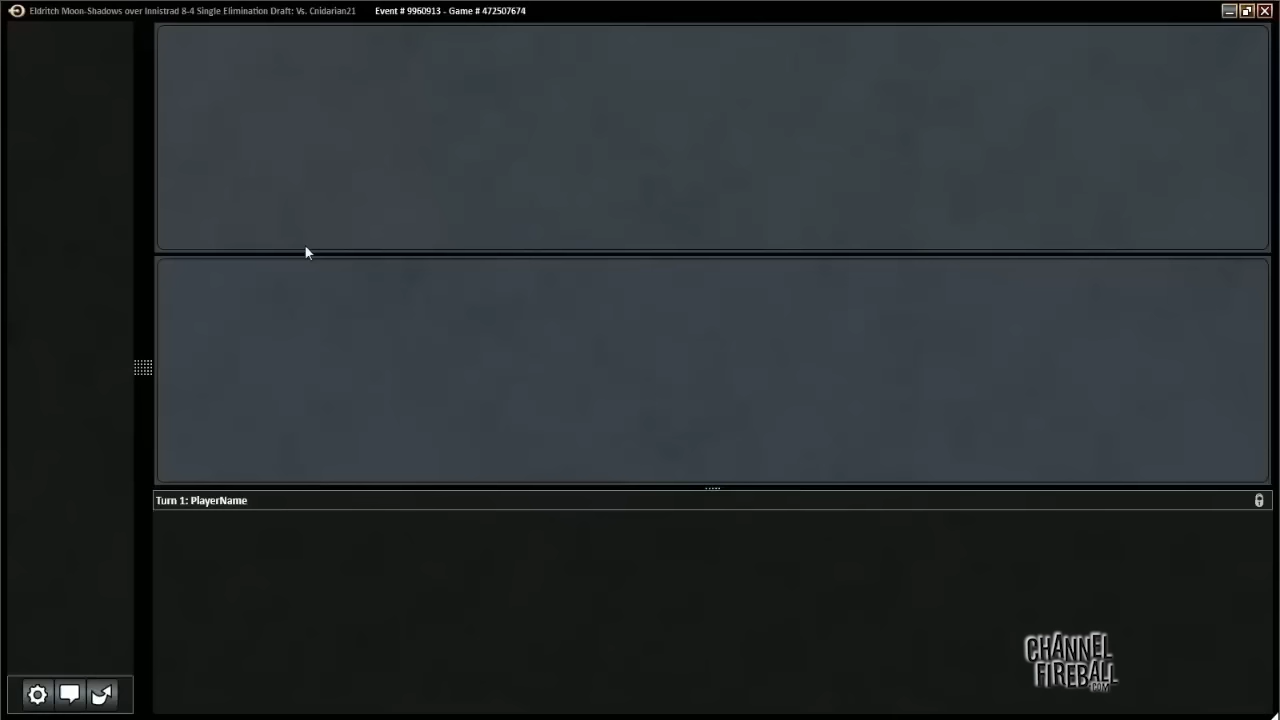 Eldritch Moon-Shadows over Innistrad 8-4 Single Elimination Draft: Vs. Cnidarian21
Event # 9960913 - Game # 472507674
Turn 1: PlayerName
CHANNEL
FIREBALL
.COM